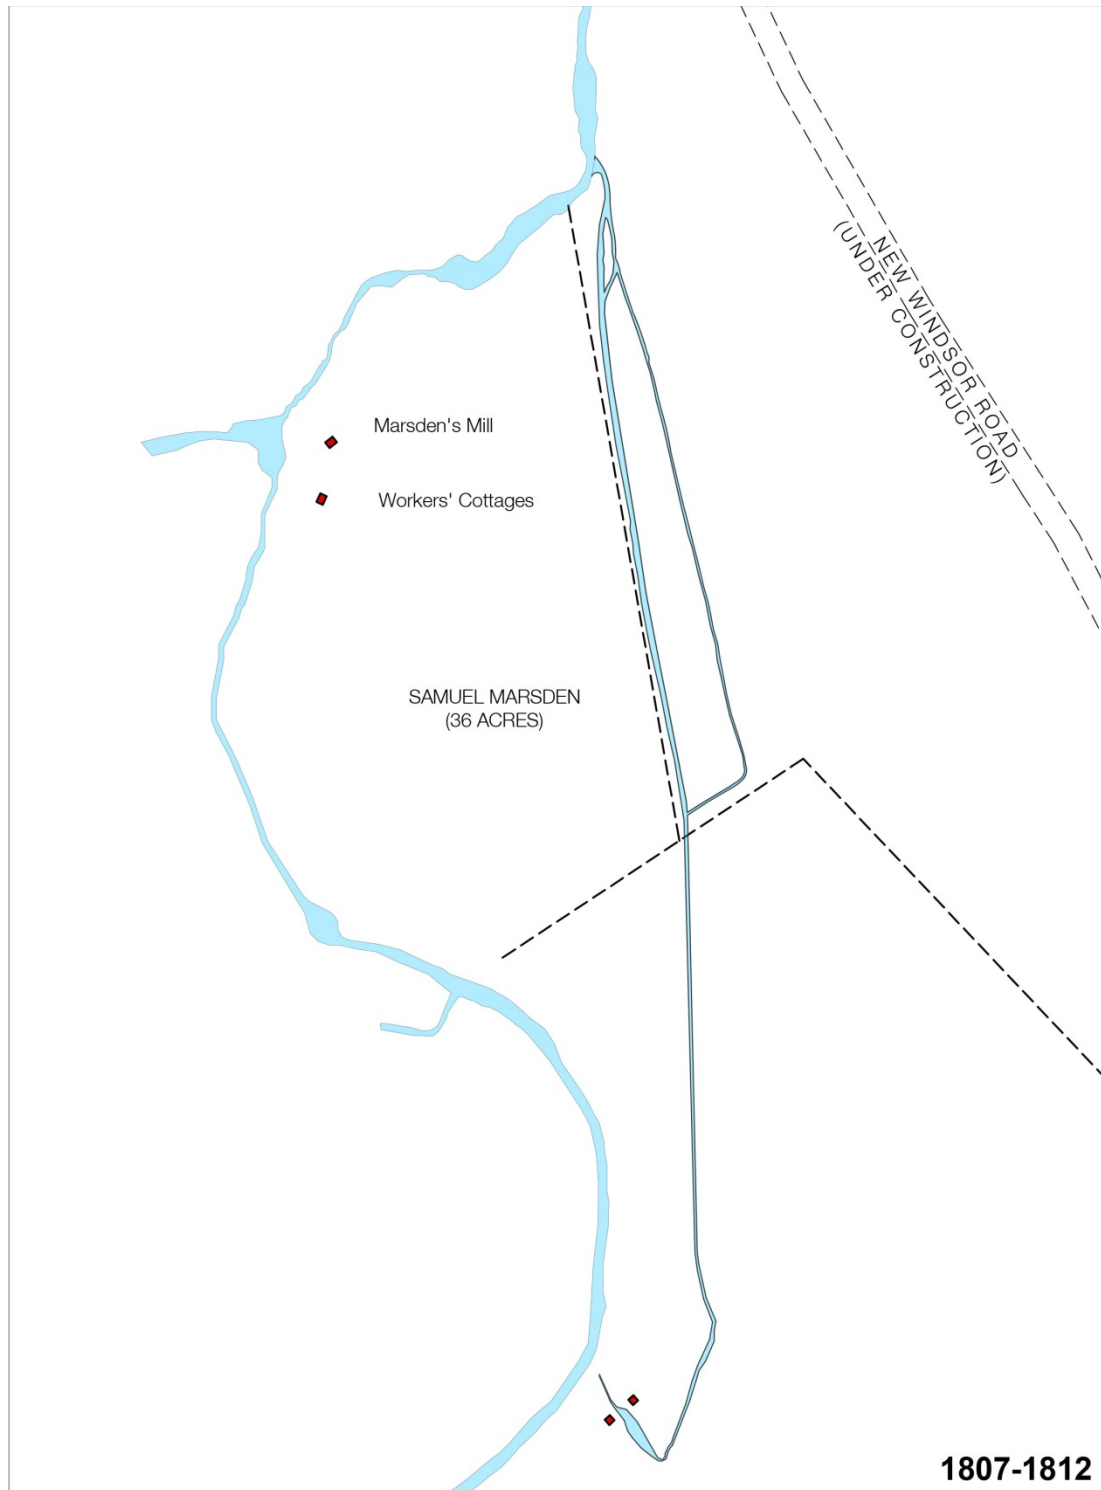 NEW WINDSOR ROAD
(UNDER CONSTRUCTION)
Marsden's Mill
Workers' Cottages
SAMUEL MARSDEN
(36 ACRES)
1807-1812